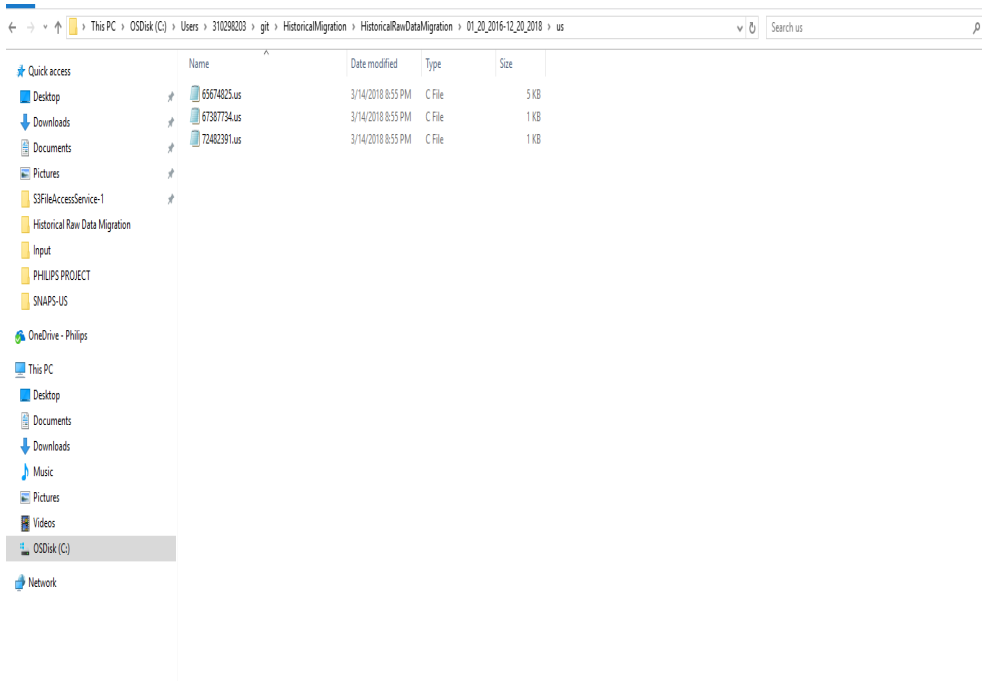 This PC > OSDisk (C:) > Users > 310298203 > git > HistoricalMigration > HistoricalRawDataMigration > 01_20_2016-12_20_2018 > us
Search us
Name Date modified Type Size
65674825.us 3/14/2018 8:55 PM C File 5 KB
67387734.us 3/14/2018 8:55 PM C File 1 KB
72482391.us 3/14/2018 8:55 PM C File 1 KB
Quick access
Desktop
Downloads
Documents
Pictures
S3FileAccessService-1
Historical Raw Data Migration
Input
PHILIPS PROJECT
SNAPS-US
OneDrive - Philips
This PC
Desktop
Documents
Downloads
Music
Pictures
Videos
OSDisk (C:)
Network